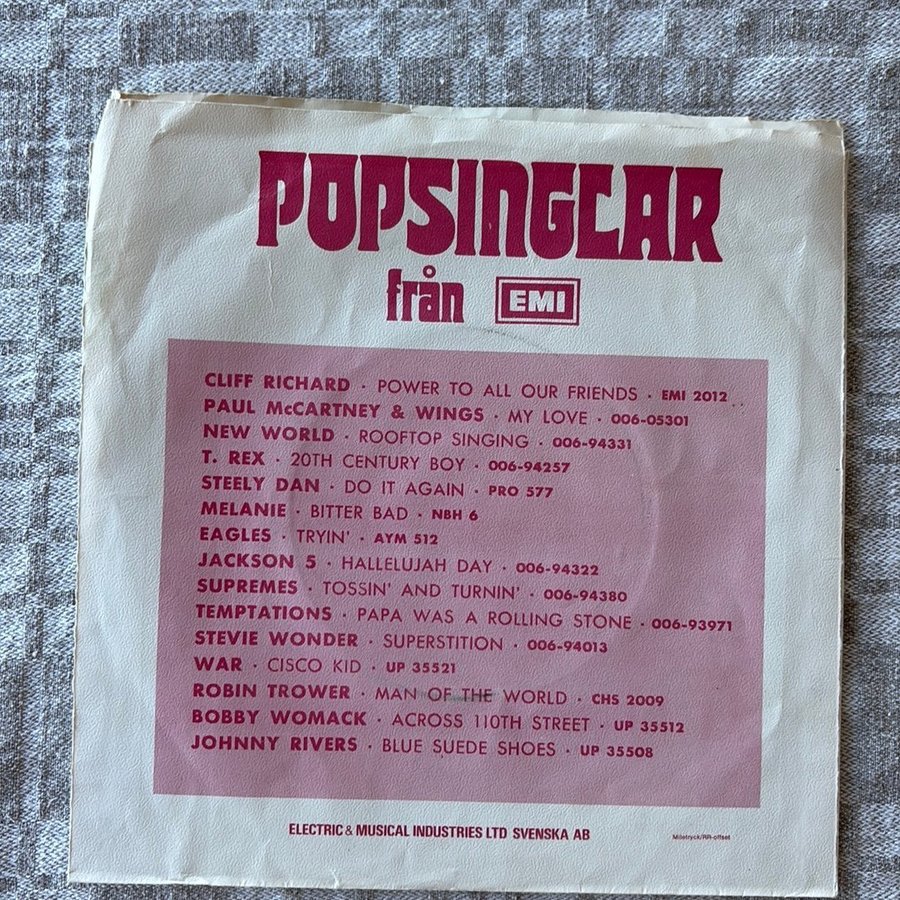 POPSINGLAR
från EMI
CLIFF RICHARD · POWER TO ALL OUR FRIENDS · EMI 2012
PAUL McCARTNEY & WINGS · MY LOVE · 006-05301
NEW WORLD · ROOFTOP SINGING · 006-94331
T. REX · 20TH CENTURY BOY · 006-94257
STEELY DAN · DO IT AGAIN · PRO 577
MELANIE · BITTER BAD · NBH 6
EAGLES · TRYIN' · AYM 512
JACKSON 5 · HALLELUJAH DAY · 006-94322
SUPREMES · TOSSIN' AND TURNIN' · 006-94380
TEMPTATIONS · PAPA WAS A ROLLING STONE · 006-93971
STEVIE WONDER · SUPERSTITION · 006-94013
WAR · CISCO KID · UP 35521
ROBIN TROWER · MAN OF THE WORLD · CHS 2009
BOBBY WOMACK · ACROSS 110TH STREET · UP 35512
JOHNNY RIVERS · BLUE SUEDE SHOES · UP 35508
ELECTRIC & MUSICAL INDUSTRIES LTD SVENSKA AB
Miletryck/RR-offset